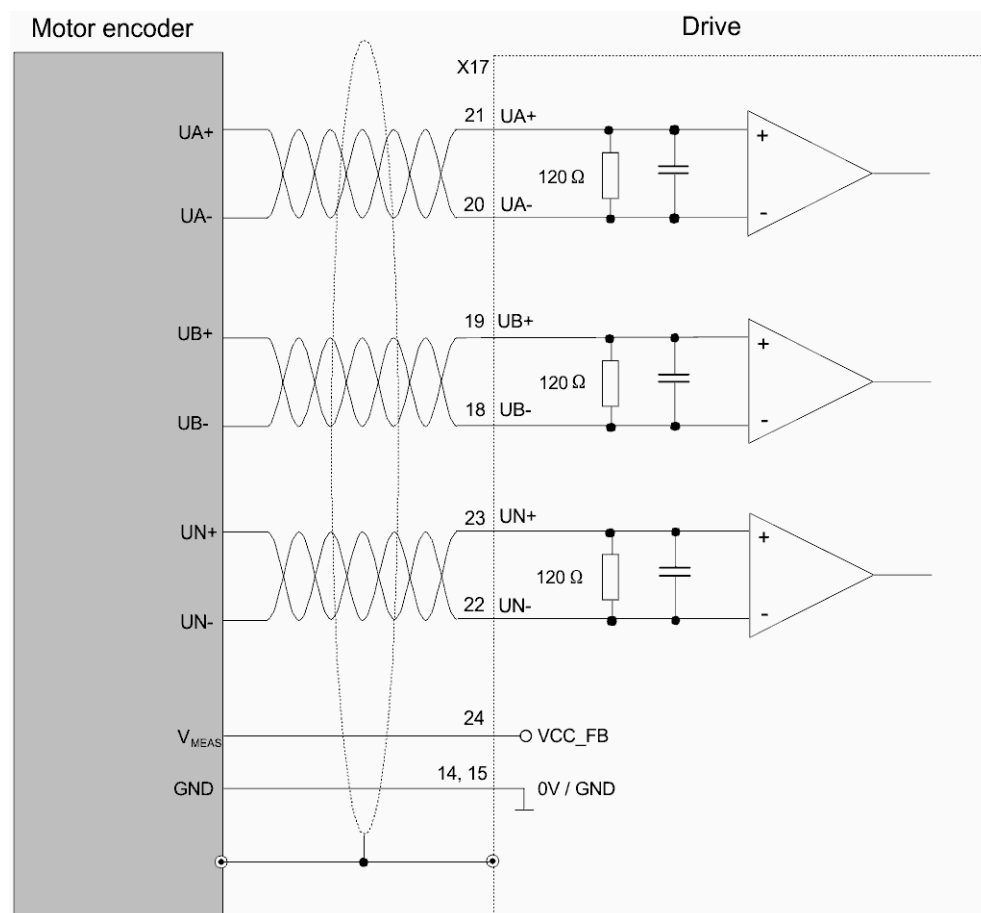 Motor encoder
Drive
X17
UA+
21 UA+
+
120 Ω
UA-
20 UA-
-
UB+
19 UB+
+
120 Ω
UB-
18 UB-
-
UN+
23 UN+
+
120 Ω
UN-
22 UN-
-
VMEAS
24
VCC_FB
GND
14, 15
0V / GND